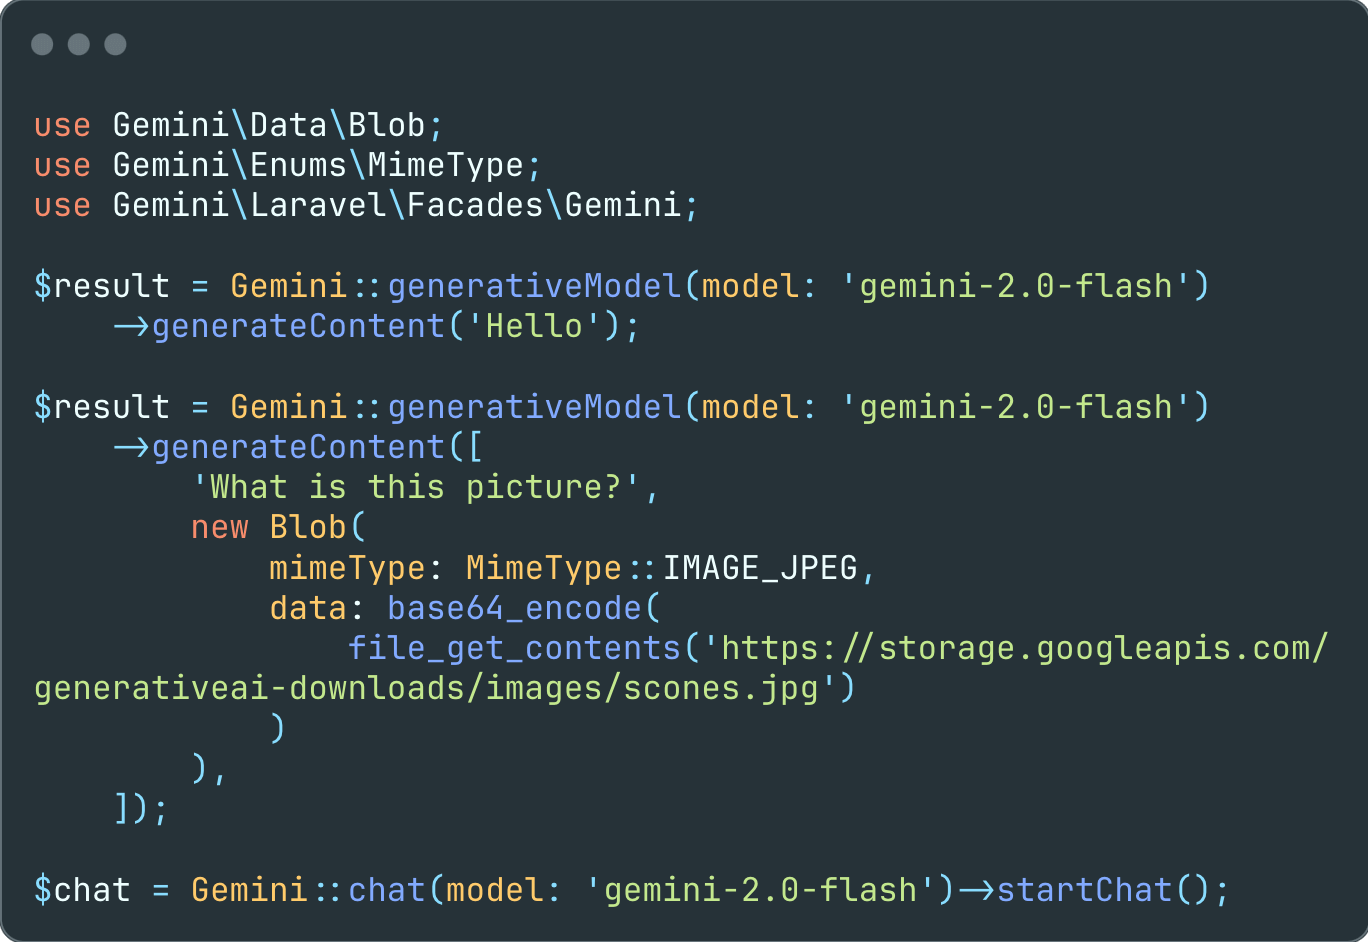 use Gemini\Data\Blob;
use Gemini\Enums\MimeType;
use Gemini\Laravel\Facades\Gemini;

$result = Gemini::generativeModel(model: 'gemini-2.0-flash')
    ->generateContent('Hello');

$result = Gemini::generativeModel(model: 'gemini-2.0-flash')
    ->generateContent([
        'What is this picture?',
        new Blob(
            mimeType: MimeType::IMAGE_JPEG,
            data: base64_encode(
                file_get_contents('https://storage.googleapis.com/
generativeai-downloads/images/scones.jpg')
            )
        ),
    ]);

$chat = Gemini::chat(model: 'gemini-2.0-flash')->startChat();